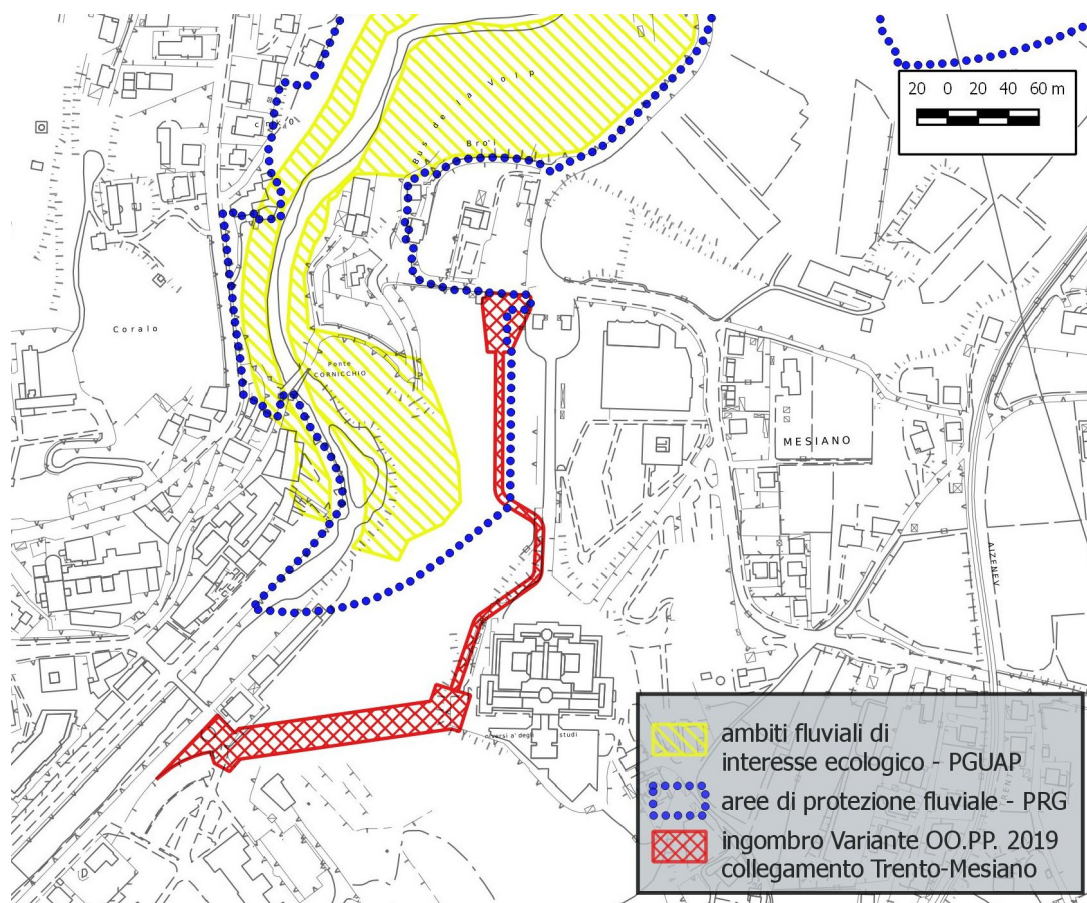 20 0 20 40 60 m
Bus de la Volp
Bro'i
Coralo
Ponte
CORNICCHIO
MESIANO
ambiti fluviali di
interesse ecologico - PGUAP
aree di protezione fluviale - PRG
ingombro Variante OO.PP. 2019
collegamento Trento-Mesiano